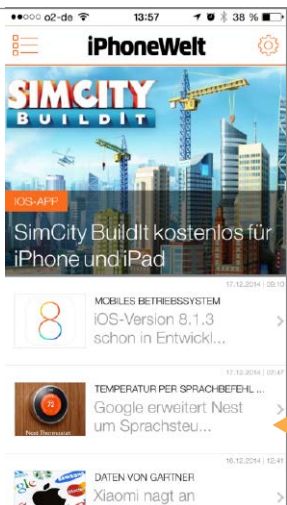 o2-de 13:57 38 %
iPhoneWelt
SIMCITY
BUILDIT
IOS-APP
SimCity BuildIt kostenlos für
iPhone und iPad
17.12.2014 | 09:10
MOBILES BETRIEBSSYSTEM
8
iOS-Version 8.1.3
schon in Entwickl...
17.12.2014 | 02:47
TEMPERATUR PER SPRACHBEFEHL ...
72
Google erweitert Nest
um Sprachsteu...
Nest Thermostat
16.12.2014 | 12:41
DATEN VON GARTNER
Xiaomi nagt an